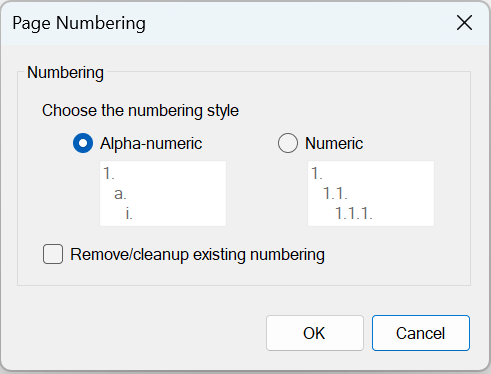 Page Numbering
Numbering
Choose the numbering style
Alpha-numeric
Numeric
1.
a.
i.
1.
1.1.
1.1.1.
Remove/cleanup existing numbering
OK
Cancel